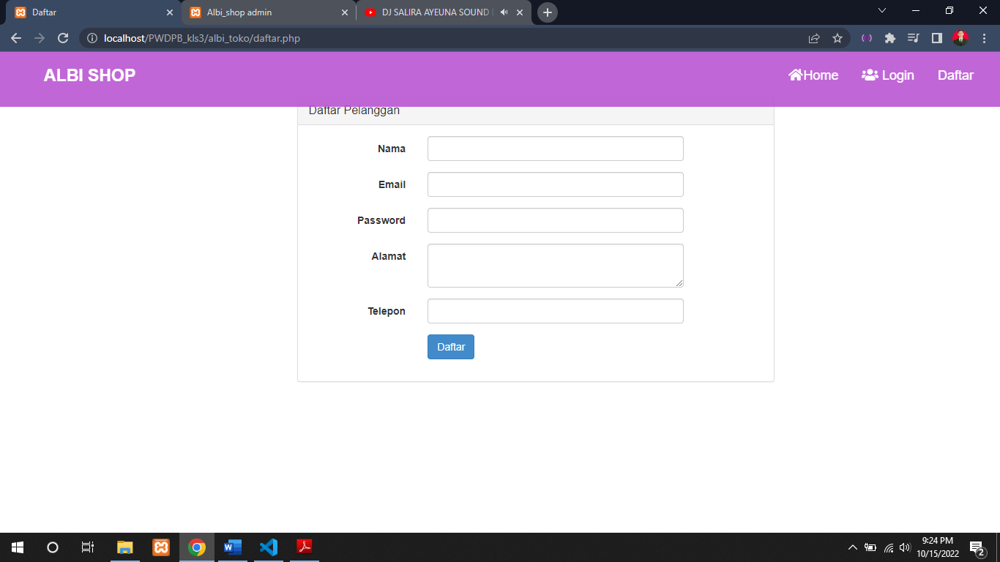 Daftar
Albi_shop admin
DJ SALIRA AYEUNA SOUND
localhost/PWDPB_kls3/albi_toko/daftar.php
ALBI SHOP
Home
Login
Daftar
Daftar Pelanggan
Nama
Email
Password
Alamat
Telepon
Daftar
9:24 PM
10/15/2022
2